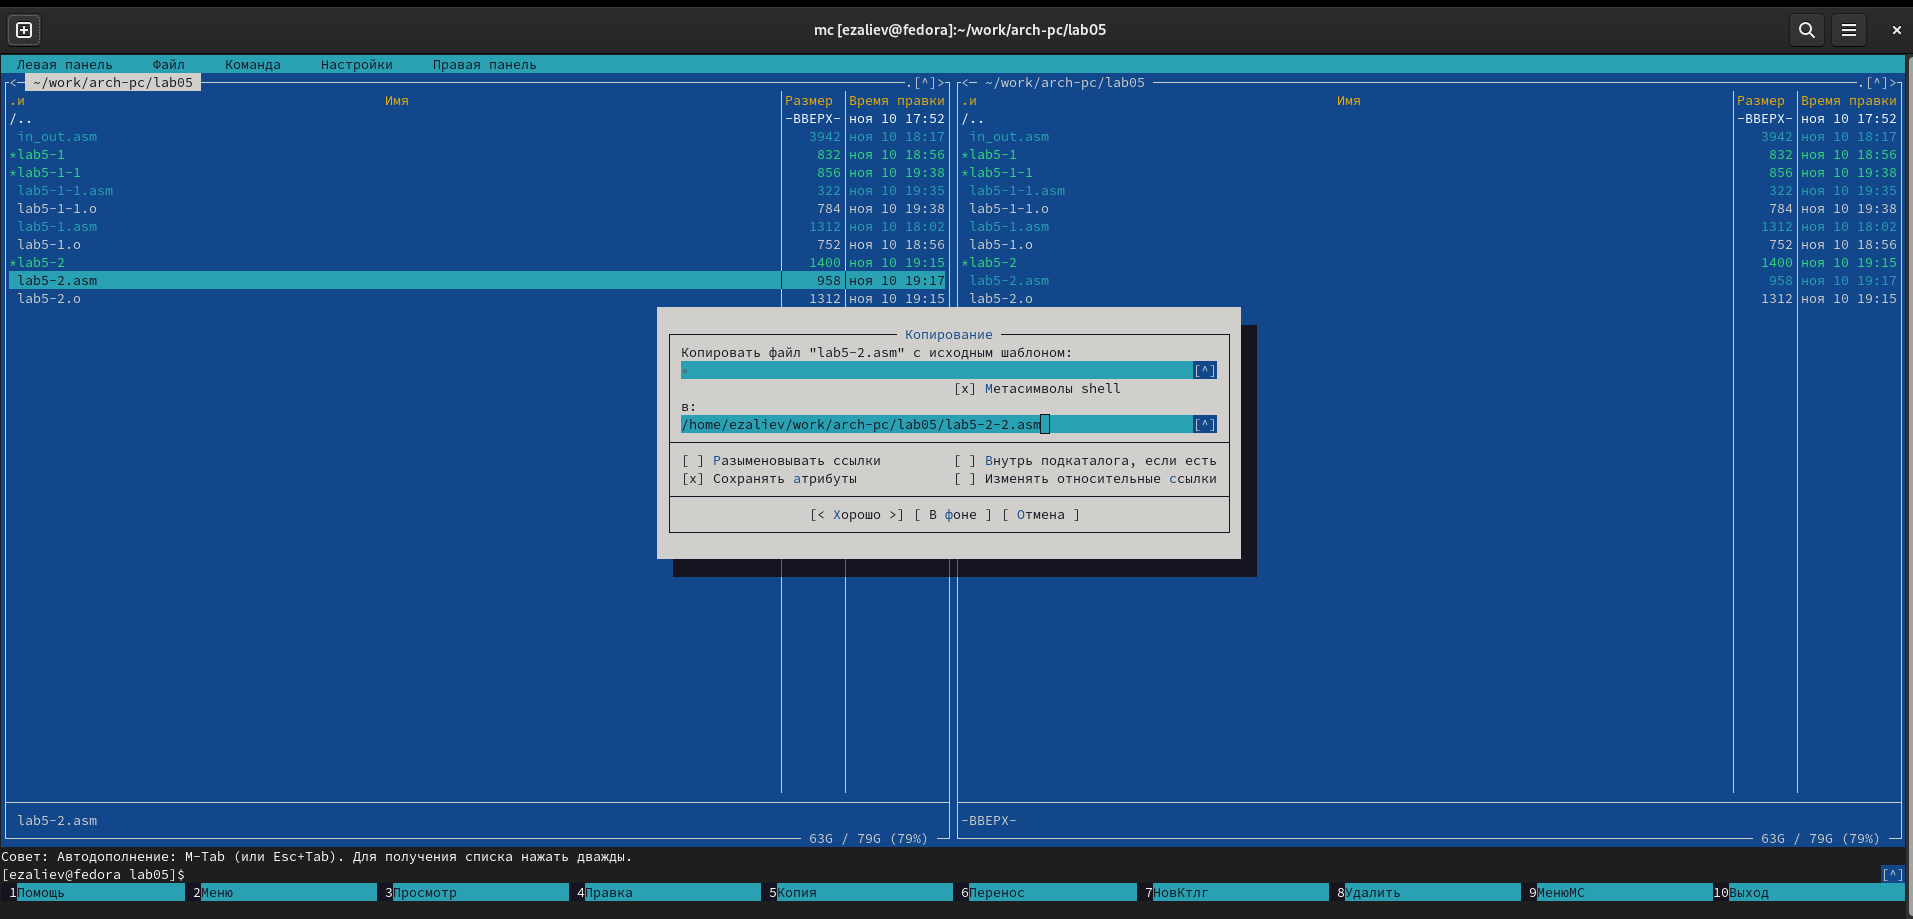 mc [ezaliev@fedora]:~/work/arch-pc/lab05
Левая панель Файл Команда Настройки Правая панель
<─ ~/work/arch-pc/lab05 .[^]> <─ ~/work/arch-pc/lab05 .[^]>
.и Имя Размер Время правки .и Имя Размер Время правки
/.. -ВВЕРХ- ноя 10 17:52 /.. -ВВЕРХ- ноя 10 17:52
in_out.asm 3942 ноя 10 18:17 in_out.asm 3942 ноя 10 18:17
*lab5-1 832 ноя 10 18:56 *lab5-1 832 ноя 10 18:56
*lab5-1-1 856 ноя 10 19:38 *lab5-1-1 856 ноя 10 19:38
lab5-1-1.asm 322 ноя 10 19:35 lab5-1-1.asm 322 ноя 10 19:35
lab5-1-1.o 784 ноя 10 19:38 lab5-1-1.o 784 ноя 10 19:38
lab5-1.asm 1312 ноя 10 18:02 lab5-1.asm 1312 ноя 10 18:02
lab5-1.o 752 ноя 10 18:56 lab5-1.o 752 ноя 10 18:56
*lab5-2 1400 ноя 10 19:15 *lab5-2 1400 ноя 10 19:15
lab5-2.asm 958 ноя 10 19:17 lab5-2.asm 958 ноя 10 19:17
lab5-2.o 1312 ноя 10 19:15 lab5-2.o 1312 ноя 10 19:15
Копирование
Копировать файл "lab5-2.asm" с исходным шаблоном:
* [^]
[x] Метасимволы shell
в:
/home/ezaliev/work/arch-pc/lab05/lab5-2-2.asm [^]
[ ] Разыменовывать ссылки [ ] Внутрь подкаталога, если есть
[x] Сохранять атрибуты [ ] Изменять относительные ссылки
[< Хорошо >] [ В фоне ] [ Отмена ]
lab5-2.asm -ВВЕРХ-
63G / 79G (79%) 63G / 79G (79%)
Совет: Автодополнение: M-Tab (или Esc+Tab). Для получения списка нажать дважды.
[ezaliev@fedora lab05]$ [^]
1Помощь 2Меню 3Просмотр 4Правка 5Копия 6Перенос 7НовКтлг 8Удалить 9МенюMC 10Выход